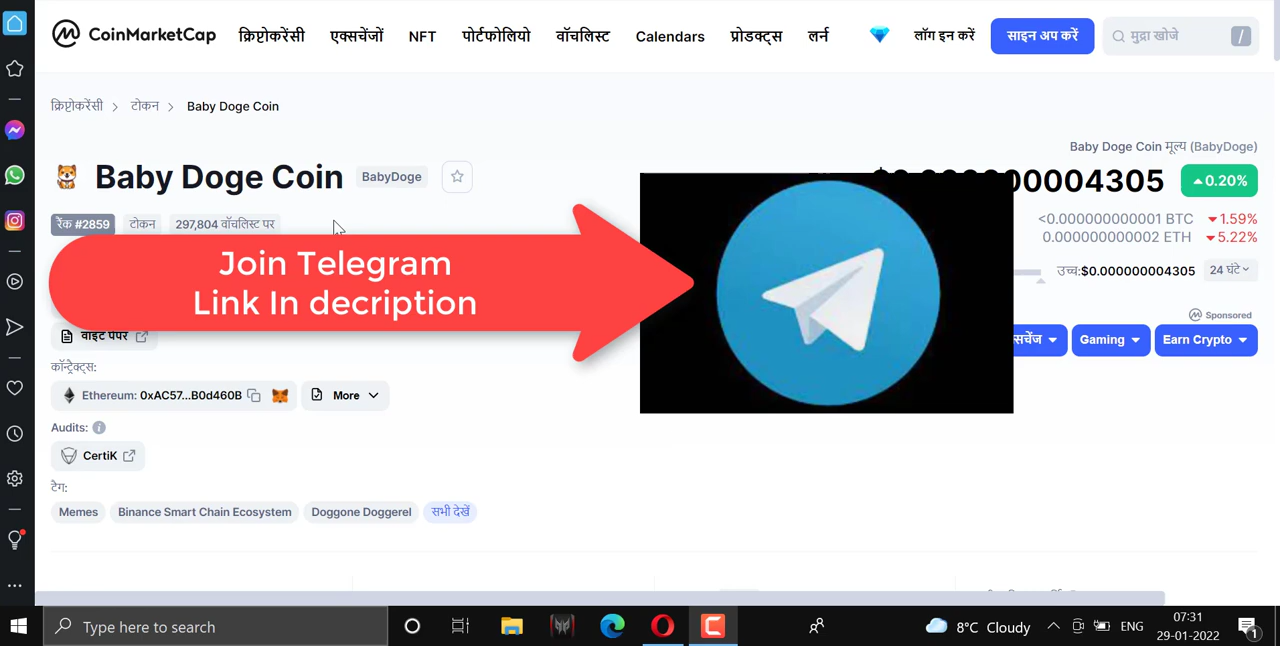 CoinMarketCap क्रिप्टोकरेंसी एक्सचेंजों NFT पोर्टफोलियो वॉचलिस्ट Calendars प्रोडक्ट्स लर्न लॉग इन करें साइन अप करें मुद्रा खोजे /
क्रिप्टोकरेंसी > टोकन > Baby Doge Coin
Baby Doge Coin मूल्य (BabyDoge)
Baby Doge Coin BabyDoge
00004305 0.20%
<0.000000000001 BTC 1.59%
0.000000000002 ETH 5.22%
रैंक #2859 टोकन 297,804 वॉचलिस्ट पर
उच्च:$0.000000004305 24 घंटे
Join Telegram
Link In decription
Sponsored
वाइट पेपर
Gaming Earn Crypto
कॉन्ट्रैक्ट्स:
Ethereum: 0xAC57...B0d460B More
Audits:
CertiK
टैग:
Memes Binance Smart Chain Ecosystem Doggone Doggerel सभी देखें
Type here to search
8°C Cloudy ENG
07:31
29-01-2022
1